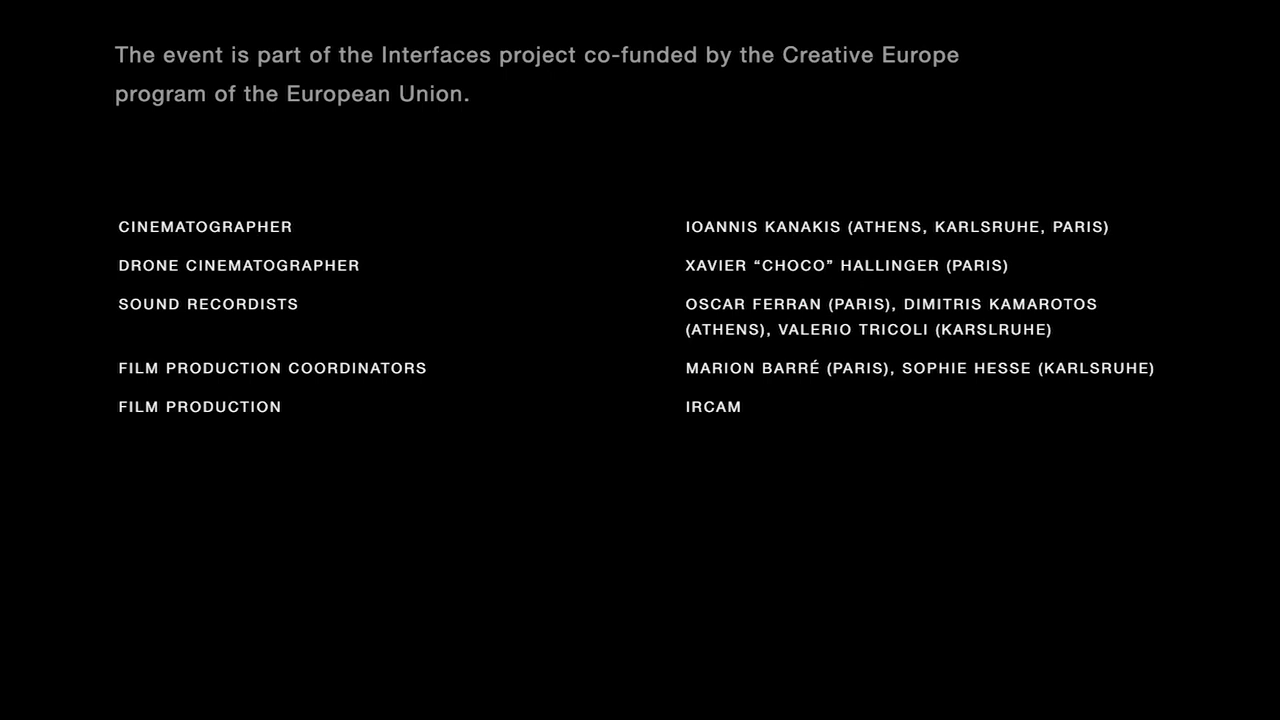 The event is part of the Interfaces project co-funded by the Creative Europe
program of the European Union.
CINEMATOGRAPHER
IOANNIS KANAKIS (ATHENS, KARLSRUHE, PARIS)
DRONE CINEMATOGRAPHER
XAVIER “CHOCO” HALLINGER (PARIS)
SOUND RECORDISTS
OSCAR FERRAN (PARIS), DIMITRIS KAMAROTOS
(ATHENS), VALERIO TRICOLI (KARSLRUHE)
FILM PRODUCTION COORDINATORS
MARION BARRÉ (PARIS), SOPHIE HESSE (KARLSRUHE)
FILM PRODUCTION
IRCAM